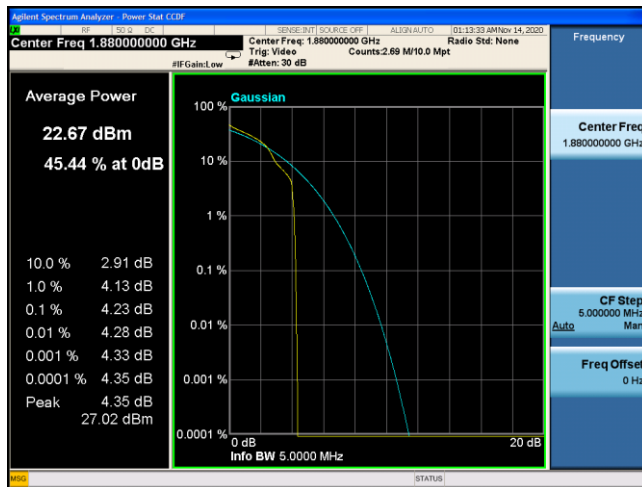 Agilent Spectrum Analyzer - Power Stat CCDF
RF 50 Ω DC SENSE:INT SOURCE OFF ALIGN AUTO 01:13:33 AM Nov 14, 2020
Center Freq 1.880000000 GHz
Center Freq: 1.880000000 GHz Radio Std: None
Trig: Video Counts:2.69 M/10.0 Mpt
#IFGain:Low #Atten: 30 dB
Frequency
Average Power
22.67 dBm
45.44 % at 0dB
10.0 % 2.91 dB
1.0 % 4.13 dB
0.1 % 4.23 dB
0.01 % 4.28 dB
0.001 % 4.33 dB
0.0001 % 4.35 dB
Peak 4.35 dB
27.02 dBm
Gaussian
100 %
10 %
1 %
0.1 %
0.01 %
0.001 %
0.0001 %
0 dB 20 dB
Info BW 5.0000 MHz
Center Freq
1.880000000 GHz
CF Step
5.000000 MHz
Auto Man
Freq Offset
0 Hz
MSG STATUS